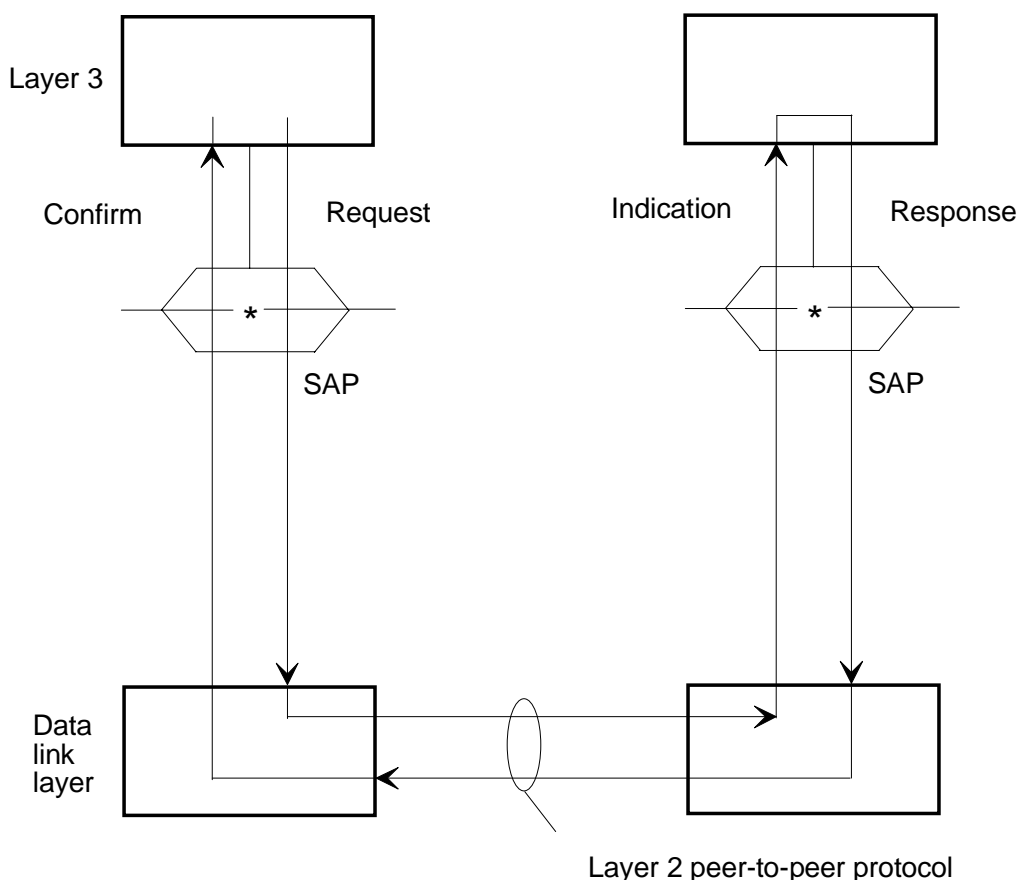 Layer 3
Confirm
Request
Indication
Response
*
*
SAP
SAP
Data
link
layer
Layer 2 peer-to-peer protocol